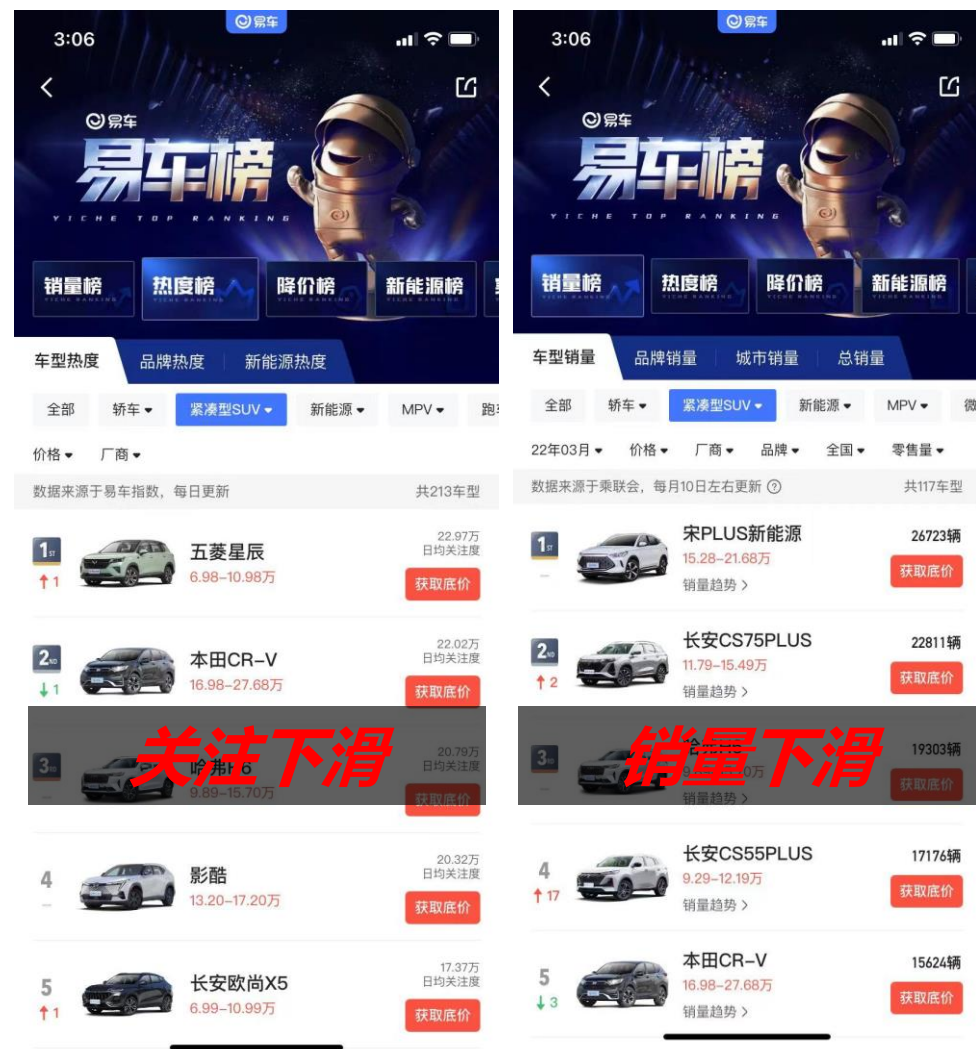 易车
3:06
易车
易车榜
YICHE TOP RANKING
销量榜
热度榜
降价榜
新能源榜
车型热度
品牌热度
新能源热度
全部
轿车
紧凑型SUV
新能源
MPV
价格
厂商
数据来源于易车指数，每日更新
共213车型
1ST
1
五菱星辰
6.98-10.98万
22.97万
日均关注度
获取底价
2ND
1
本田CR-V
16.98-27.68万
22.02万
日均关注度
获取底价
关注下滑
3
哈弗H6
9.89-15.70万
20.79万
日均关注度
获取底价
4
影酷
13.20-17.20万
20.32万
日均关注度
获取底价
5
1
长安欧尚X5
6.99-10.99万
17.37万
日均关注度
获取底价
易车
3:06
易车
易车榜
YICHE TOP RANKING
销量榜
热度榜
降价榜
新能源榜
车型销量
品牌销量
城市销量
总销量
全部
轿车
紧凑型SUV
新能源
MPV
微
22年03月
价格
厂商
品牌
全国
零售量
数据来源于乘联会，每月10日左右更新
共117车型
1ST
宋PLUS新能源
15.28-21.68万
销量趋势
26723辆
获取底价
2ND
2
长安CS75PLUS
11.79-15.49万
销量趋势
22811辆
获取底价
销量下滑
3
19303辆
销量趋势
获取底价
4
17
长安CS55PLUS
9.29-12.19万
销量趋势
17176辆
获取底价
5
3
本田CR-V
16.98-27.68万
销量趋势
15624辆
获取底价